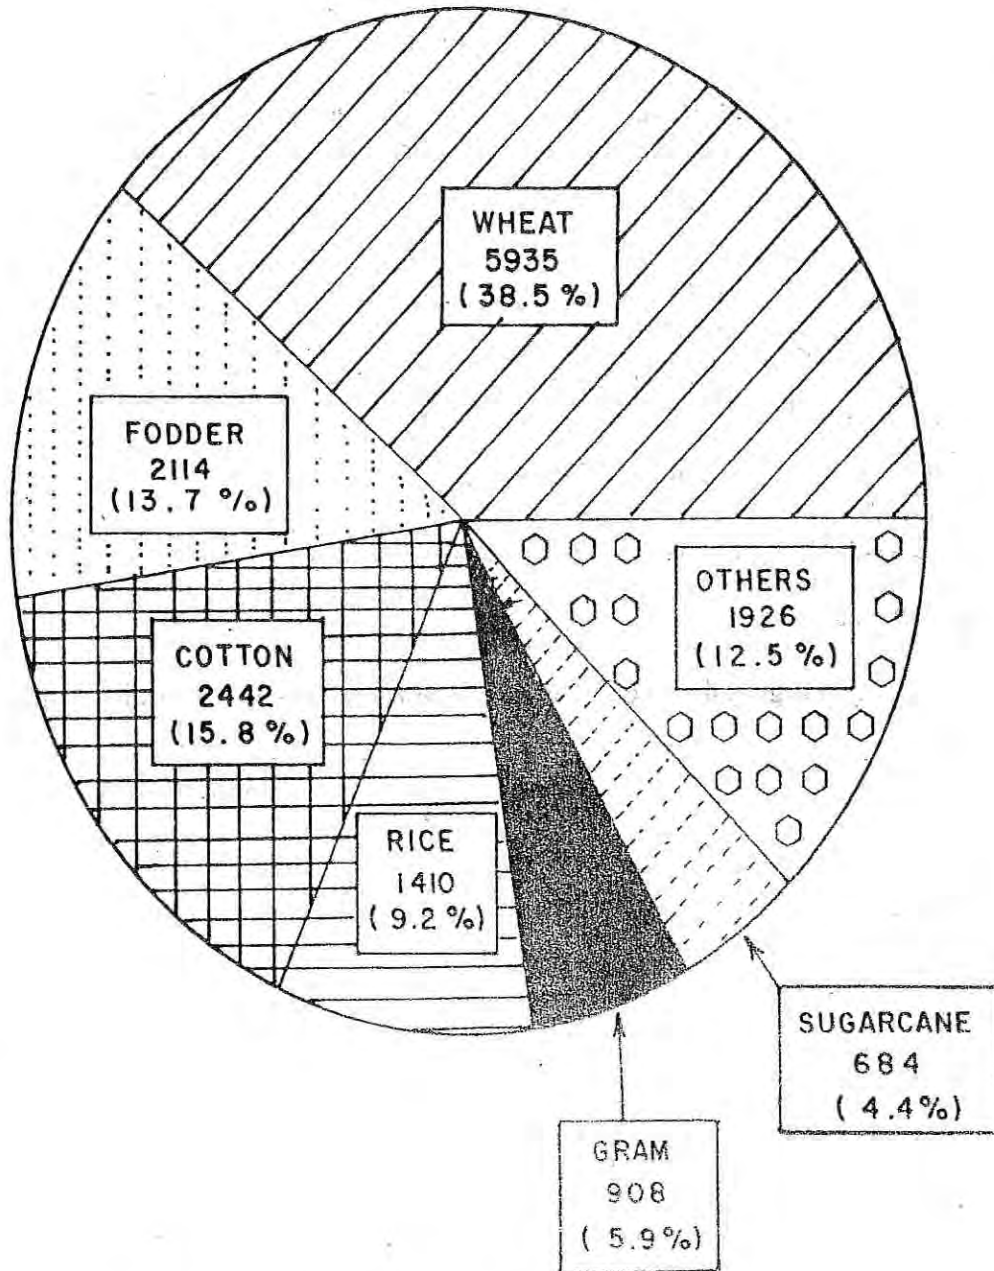 WHEAT
5935
(38.5%)
FODDER
2114
(13.7%)
OTHERS
1926
(12.5%)
COTTON
2442
(15.8%)
RICE
1410
(9.2%)
SUGARCANE
684
(4.4%)
GRAM
908
(5.9%)